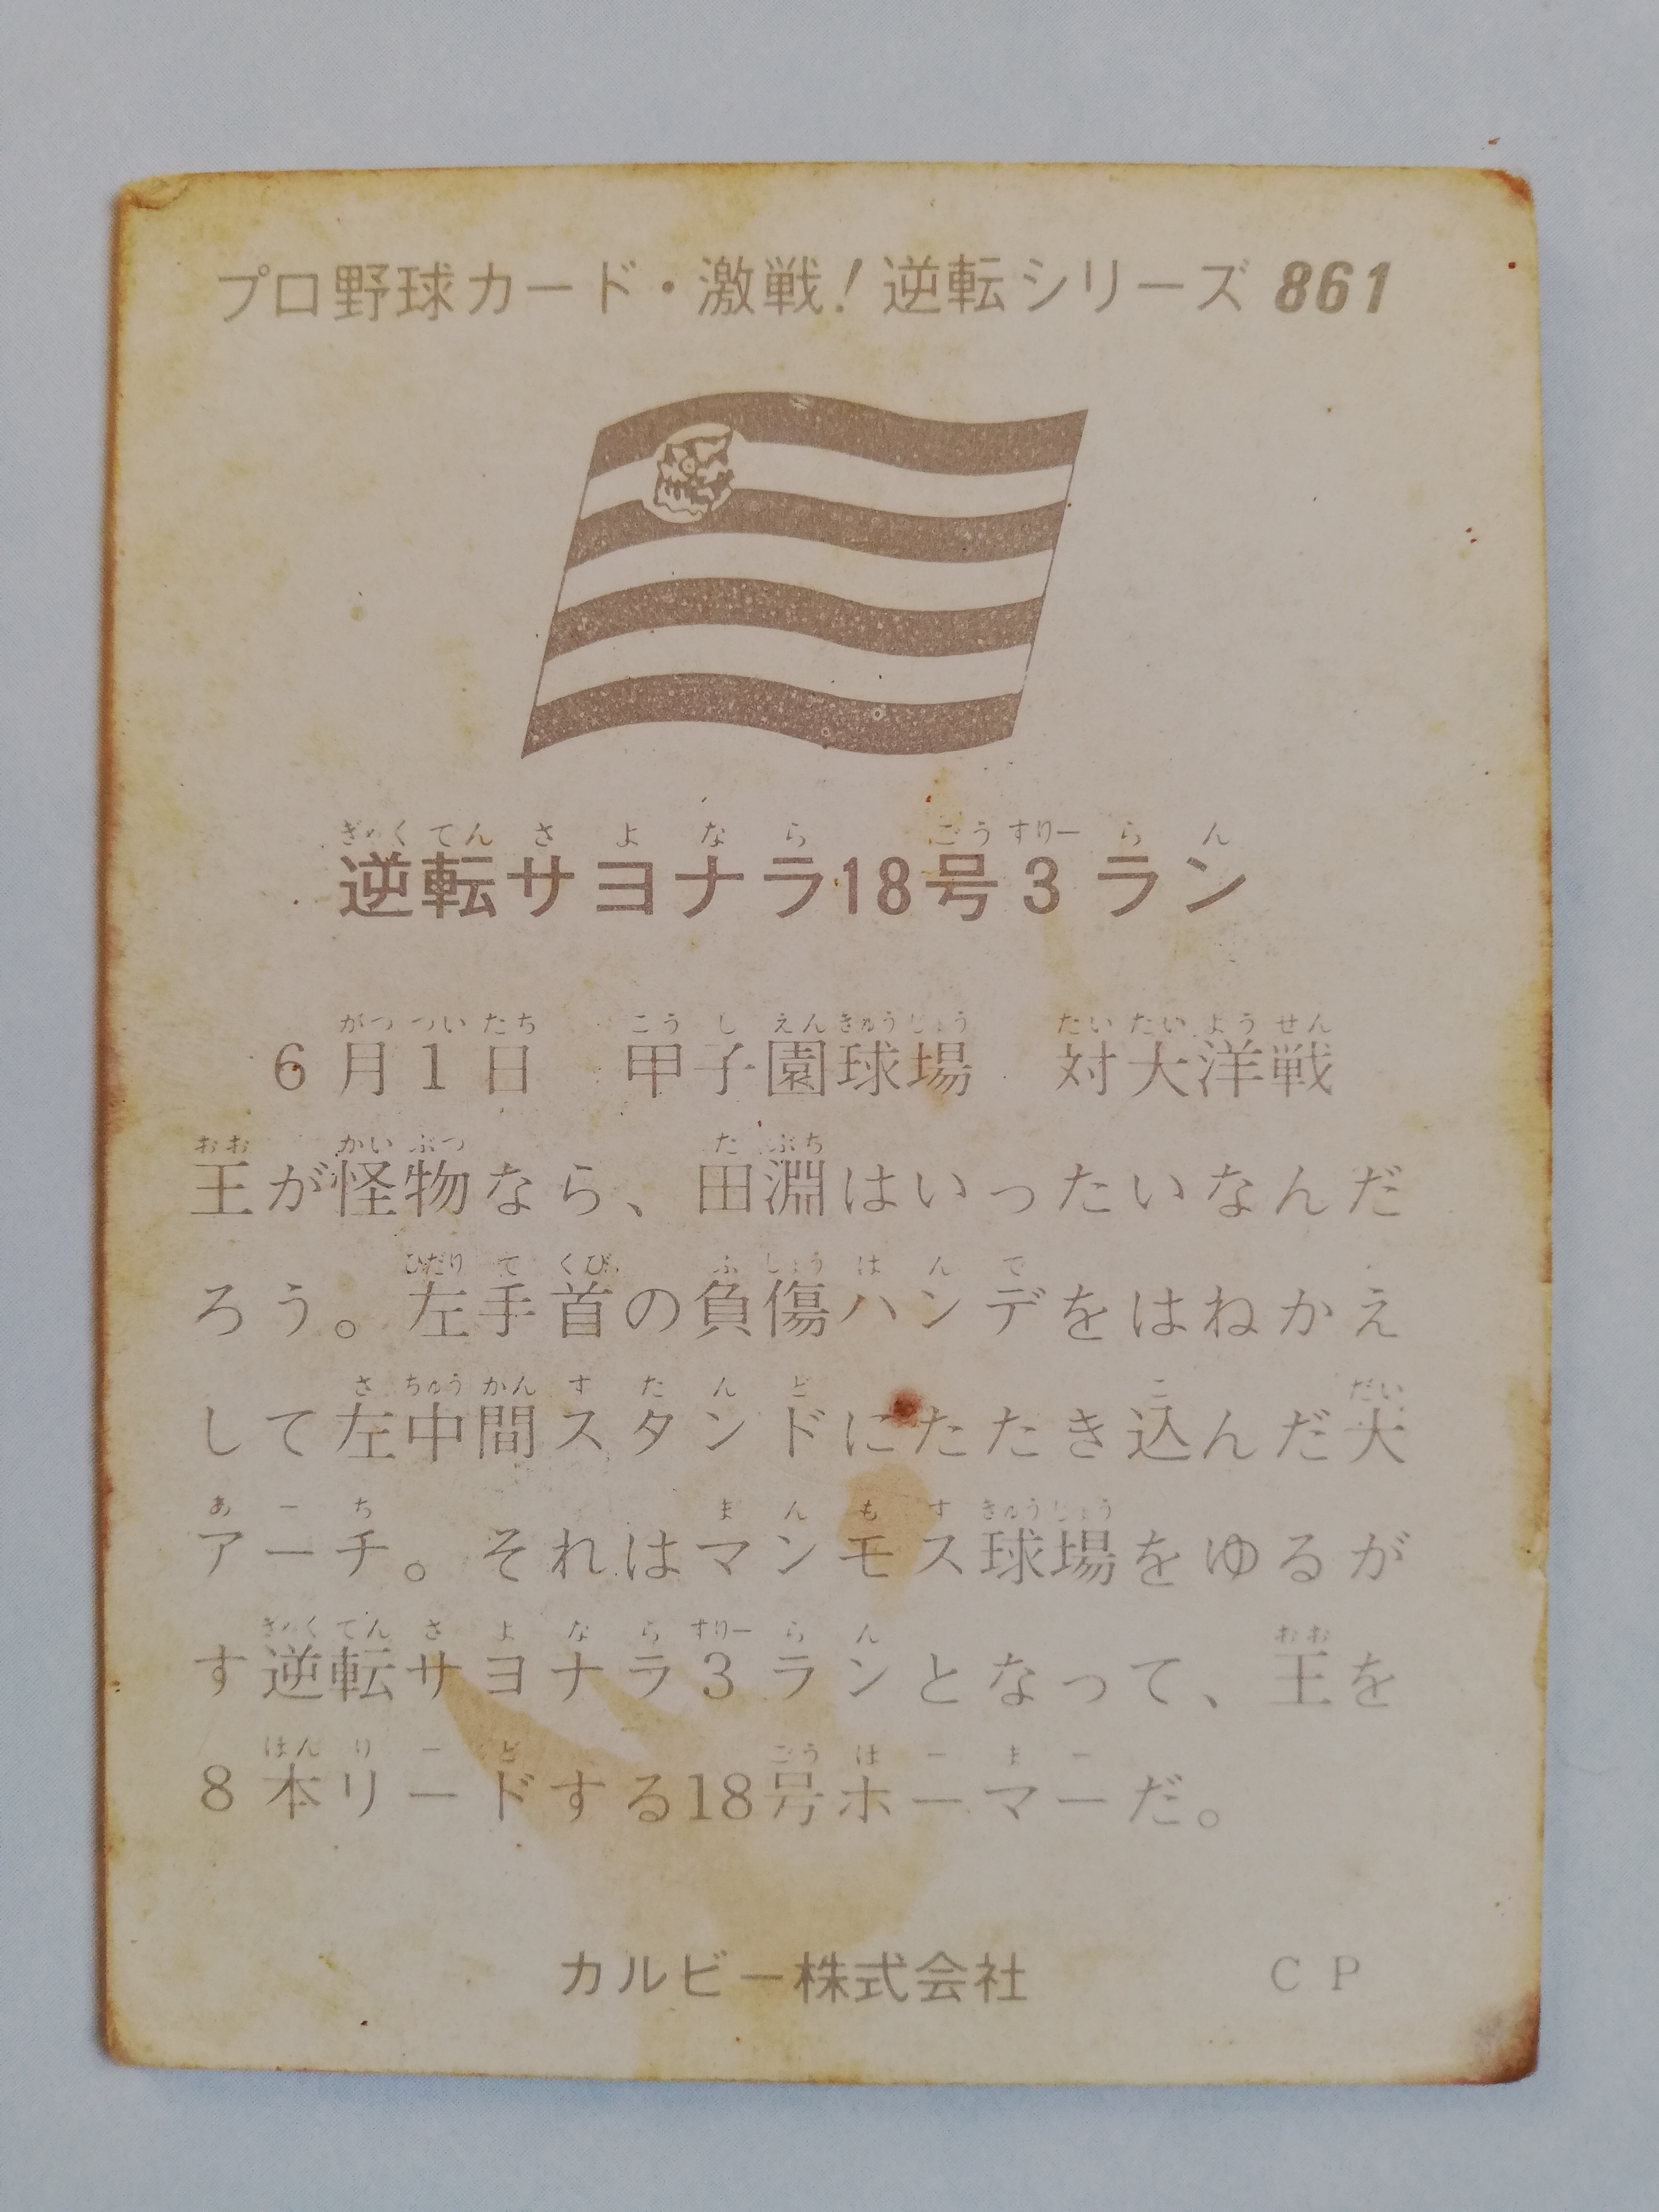 プロ野球カード・激戦!逆転シリーズ 861
ぎゃくてんさよなら ごうすりーらん
逆転サヨナラ18号3ラン
がつついたち こうしえんきゅうじょう たいたいようせん
6月1日 甲子園球場 対大洋戦
おお かいぶつ たぶち
王が怪物なら、田淵はいったいなんだ
ひだりてくび ふしょうはんで
ろう。左手首の負傷ハンデをはねかえ
さちゅうかんすたんど こ だい
して左中間スタンドにたたき込んだ大
あーち まんもすきゅうじょう
アーチ。それはマンモス球場をゆるが
ぎゃくてんさよならすりーらん おお
す逆転サヨナラ3ランとなって、王を
ほんりーど ごうほーまー
8本リードする18号ホーマーだ。
カルビー株式会社 CP